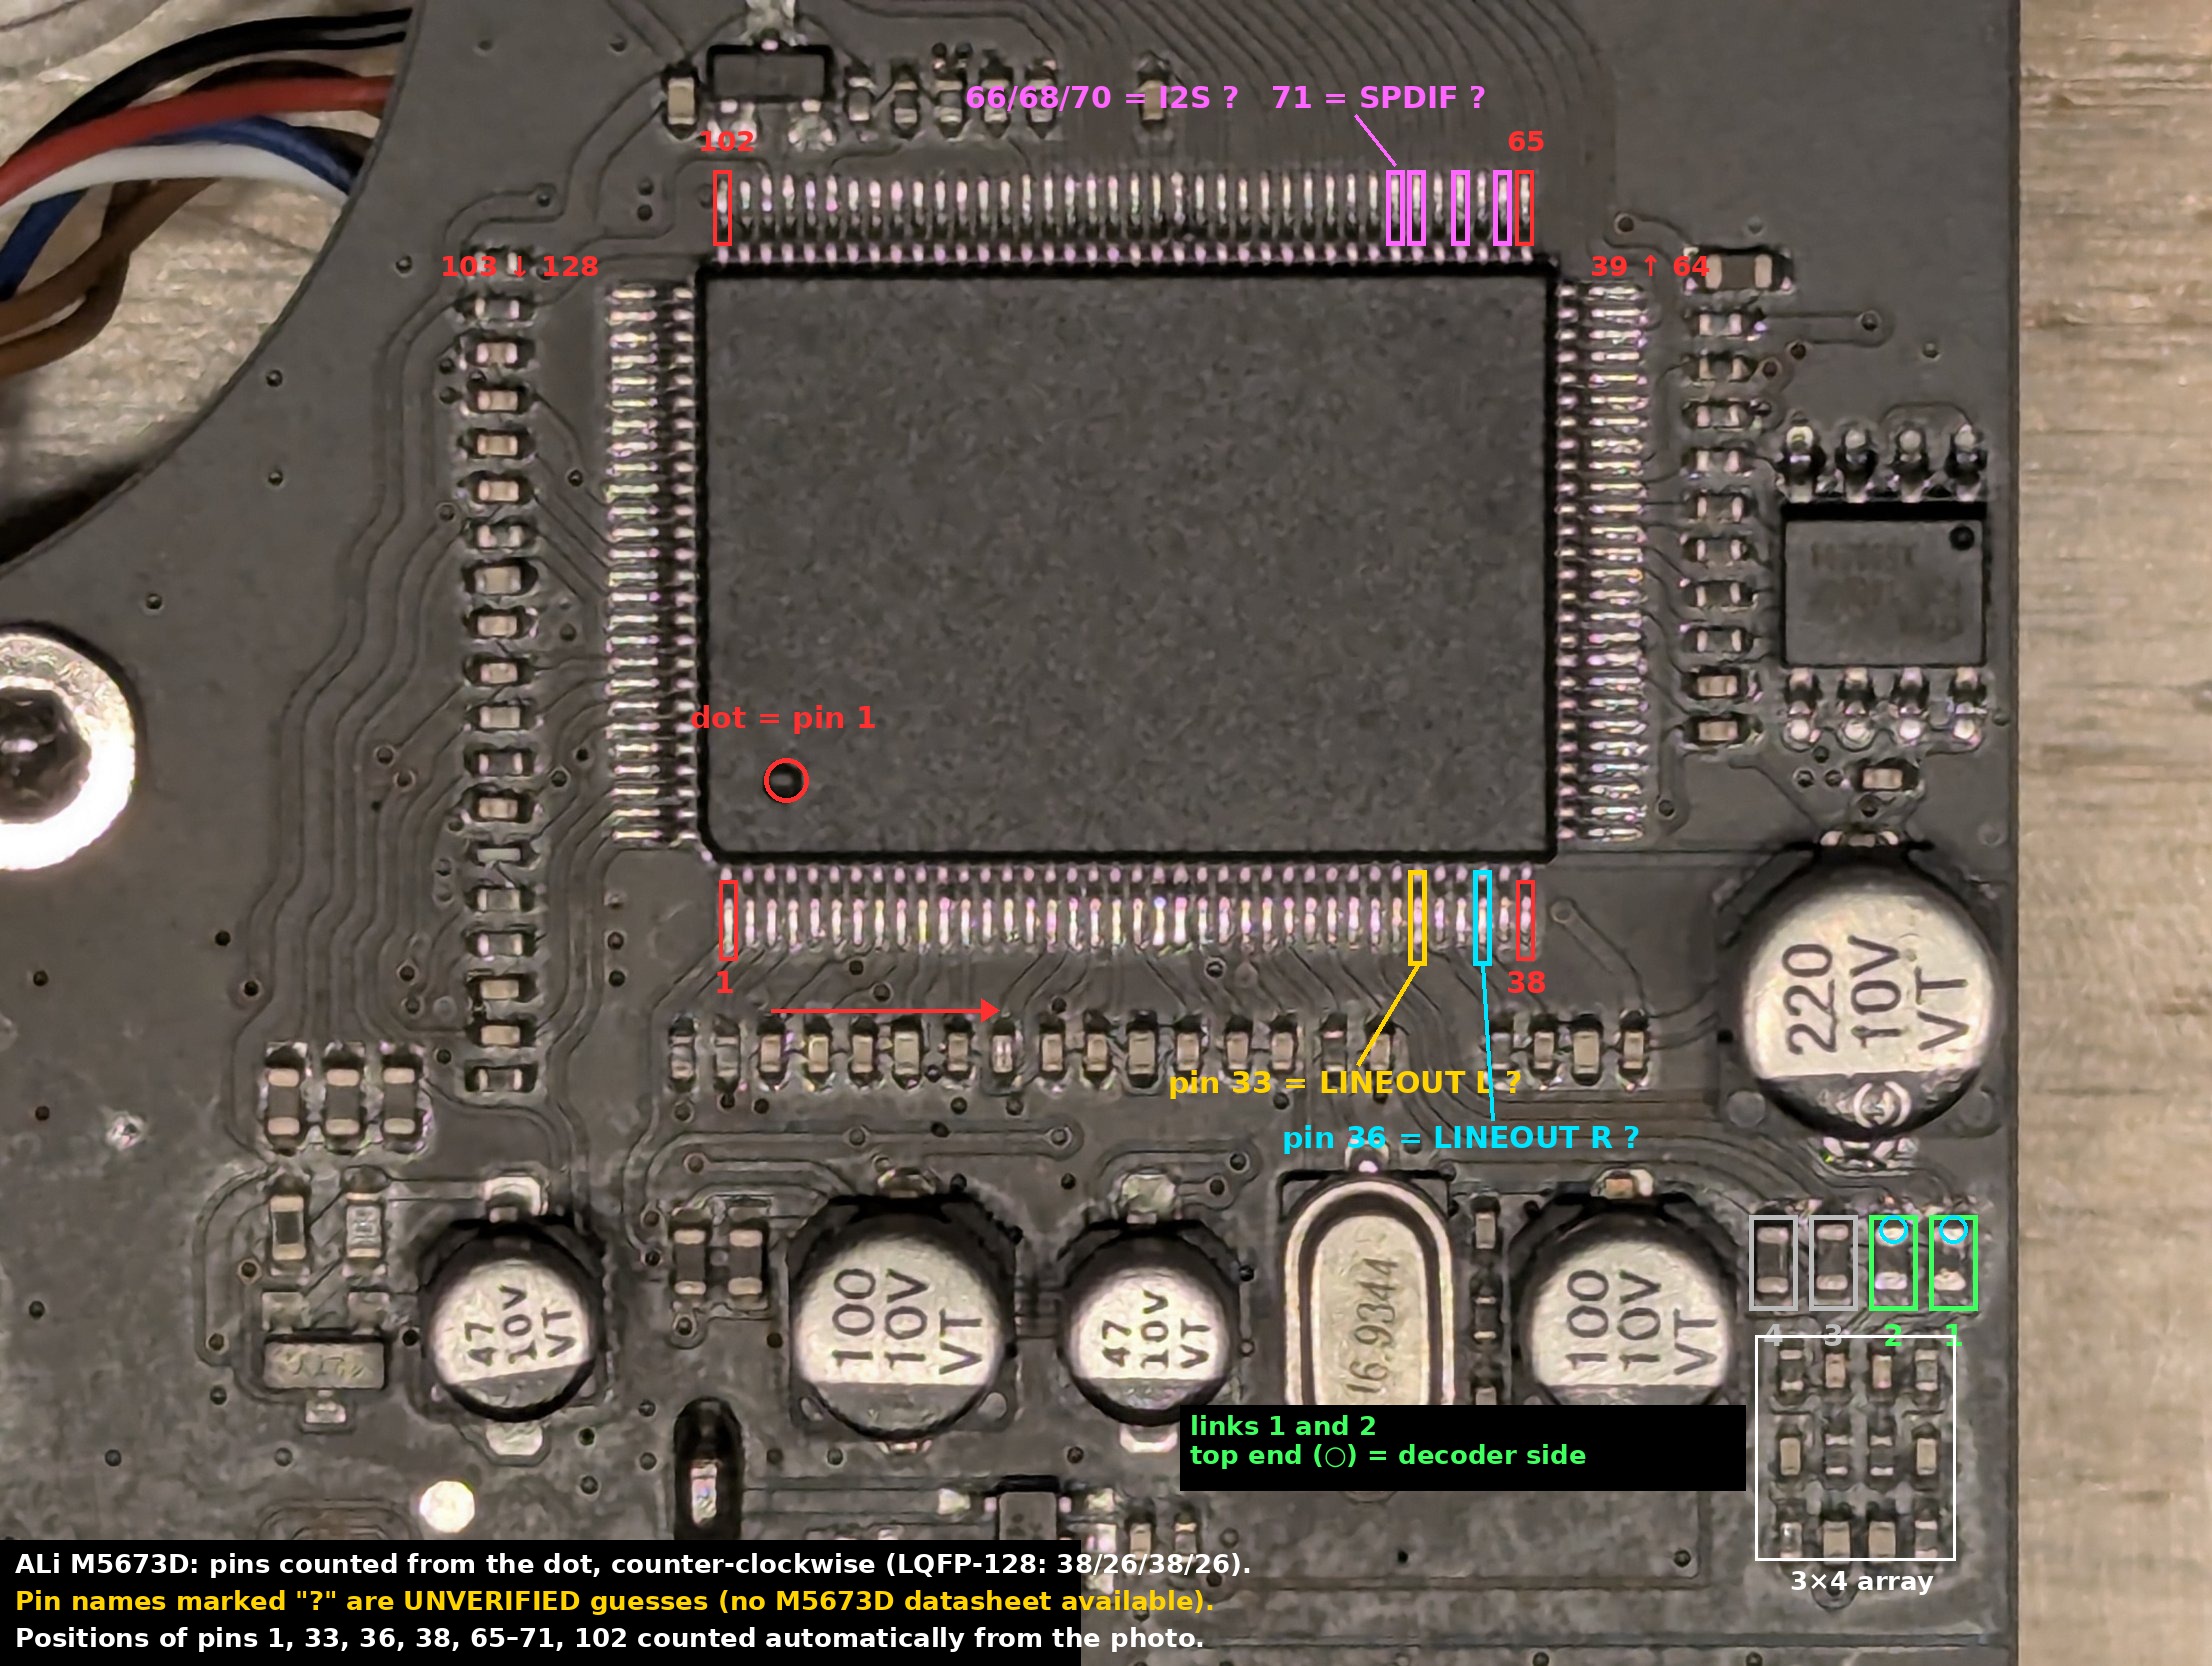 66/68/70 = I2S ?   71 = SPDIF ?
102
65
103 ↓ 128
39 ↑ 64
dot = pin 1
1
38
pin 33 = LINEOUT L ?
pin 36 = LINEOUT R ?
220
10V
VT
4
3
2
1
47
10V
VT
100
10V
VT
47
10V
VT
16.9344
100
10V
VT
links 1 and 2
top end (○) = decoder side
3×4 array
ALi M5673D: pins counted from the dot, counter-clockwise (LQFP-128: 38/26/38/26).
Pin names marked "?" are UNVERIFIED guesses (no M5673D datasheet available).
Positions of pins 1, 33, 36, 38, 65–71, 102 counted automatically from the photo.